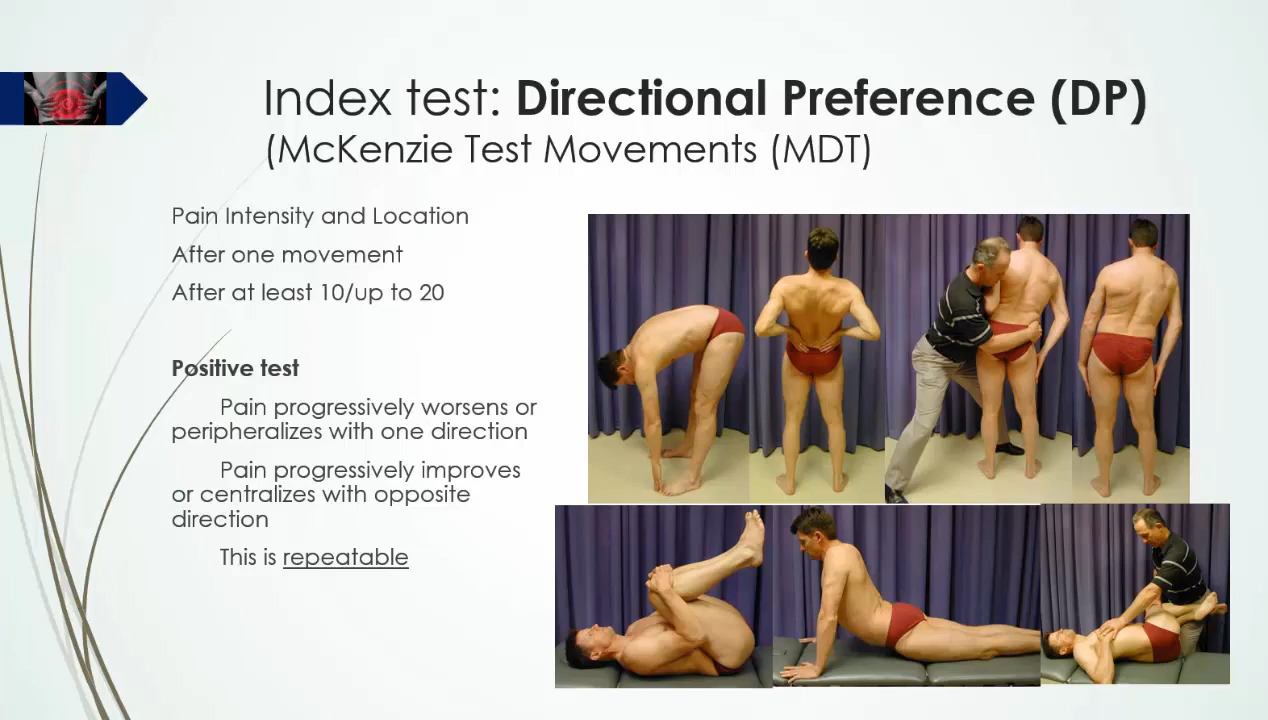 Index test: Directional Preference (DP)
(McKenzie Test Movements (MDT)
Pain Intensity and Location
After one movement
After at least 10/up to 20
Positive test
Pain progressively worsens or
peripheralizes with one direction
Pain progressively improves
or centralizes with opposite
direction
This is repeatable